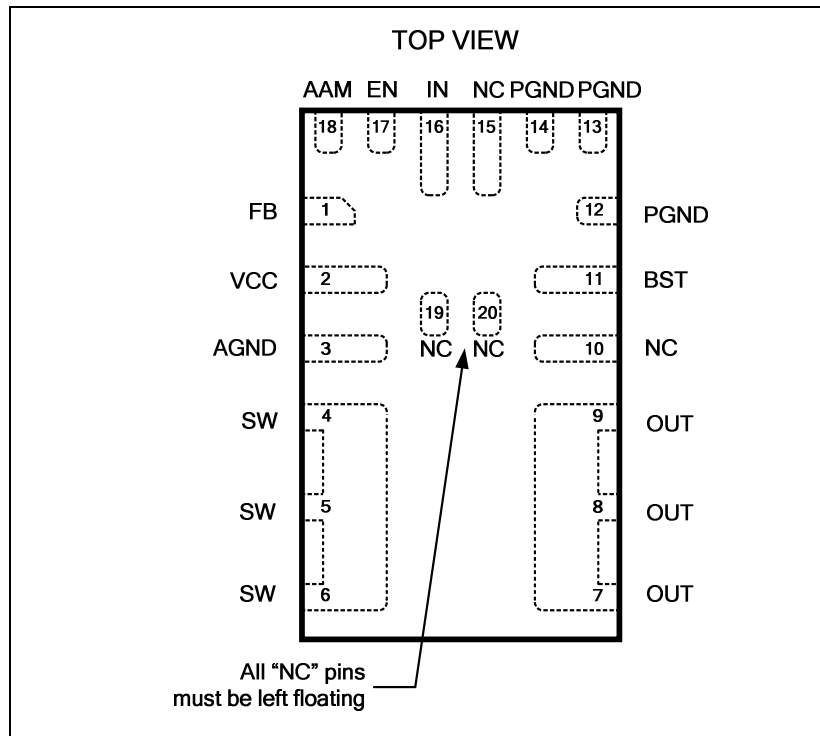 TOP VIEW
AAM EN IN NC PGND PGND
18 17 16 15 14 13
FB 1 12 PGND
VCC 2 11 BST
19 20
AGND 3 NC NC 10 NC
SW 4 9 OUT
SW 5 8 OUT
SW 6 7 OUT
All “NC” pins
must be left floating